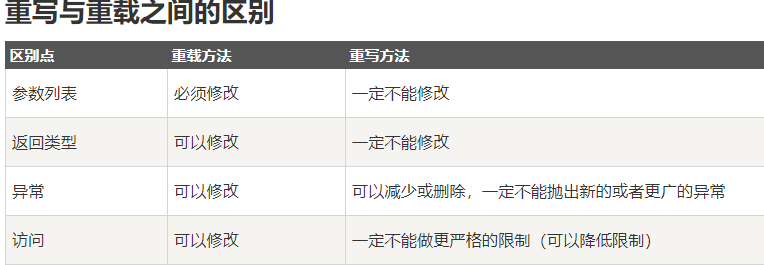 重写与重载之间的区别
区别点 重载方法 重写方法
参数列表 必须修改 一定不能修改
返回类型 可以修改 一定不能修改
异常 可以修改 可以减少或删除，一定不能抛出新的或者更广的异常
访问 可以修改 一定不能做更严格的限制（可以降低限制）